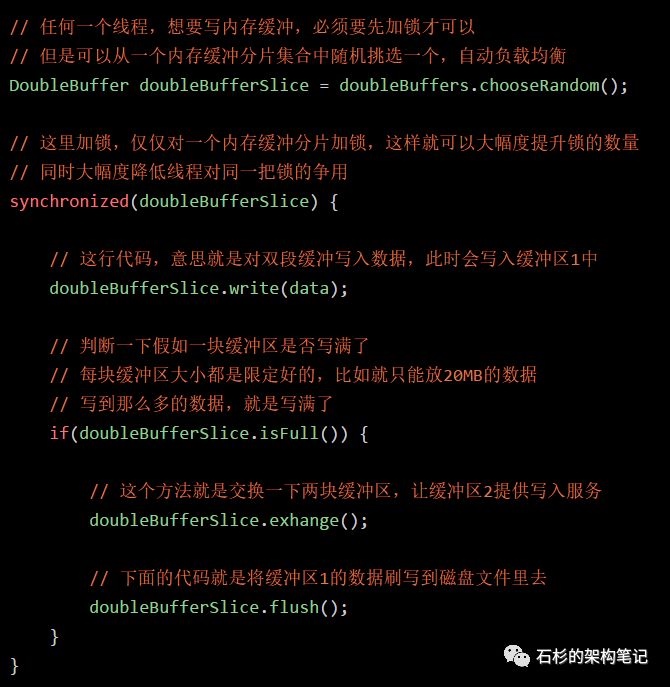 // 任何一个线程，想要写内存缓冲，必须要先加锁才可以
// 但是可以从一个内存缓冲分片集合中随机挑选一个，自动负载均衡
DoubleBuffer doubleBufferSlice = doubleBuffers.chooseRandom();
// 这里加锁，仅仅对一个内存缓冲分片加锁，这样就可以大幅度提升锁的数量
// 同时大幅度降低线程对同一把锁的争用
synchronized(doubleBufferSlice) {
// 这行代码，意思就是对双段缓冲写入数据，此时会写入缓冲区1中
doubleBufferSlice.write(data);
// 判断一下假如一块缓冲区是否写满了
// 每块缓冲区大小都是限定好的，比如就只能放20MB的数据
// 写到那么多的数据，就是写满了
if(doubleBufferSlice.isFull()) {
// 这个方法就是交换一下两块缓冲区，让缓冲区2提供写入服务
doubleBufferSlice.exhange();
// 下面的代码就是将缓冲区1的数据刷写到磁盘文件里去
doubleBufferSlice.flush();
}
}
石杉的架构笔记